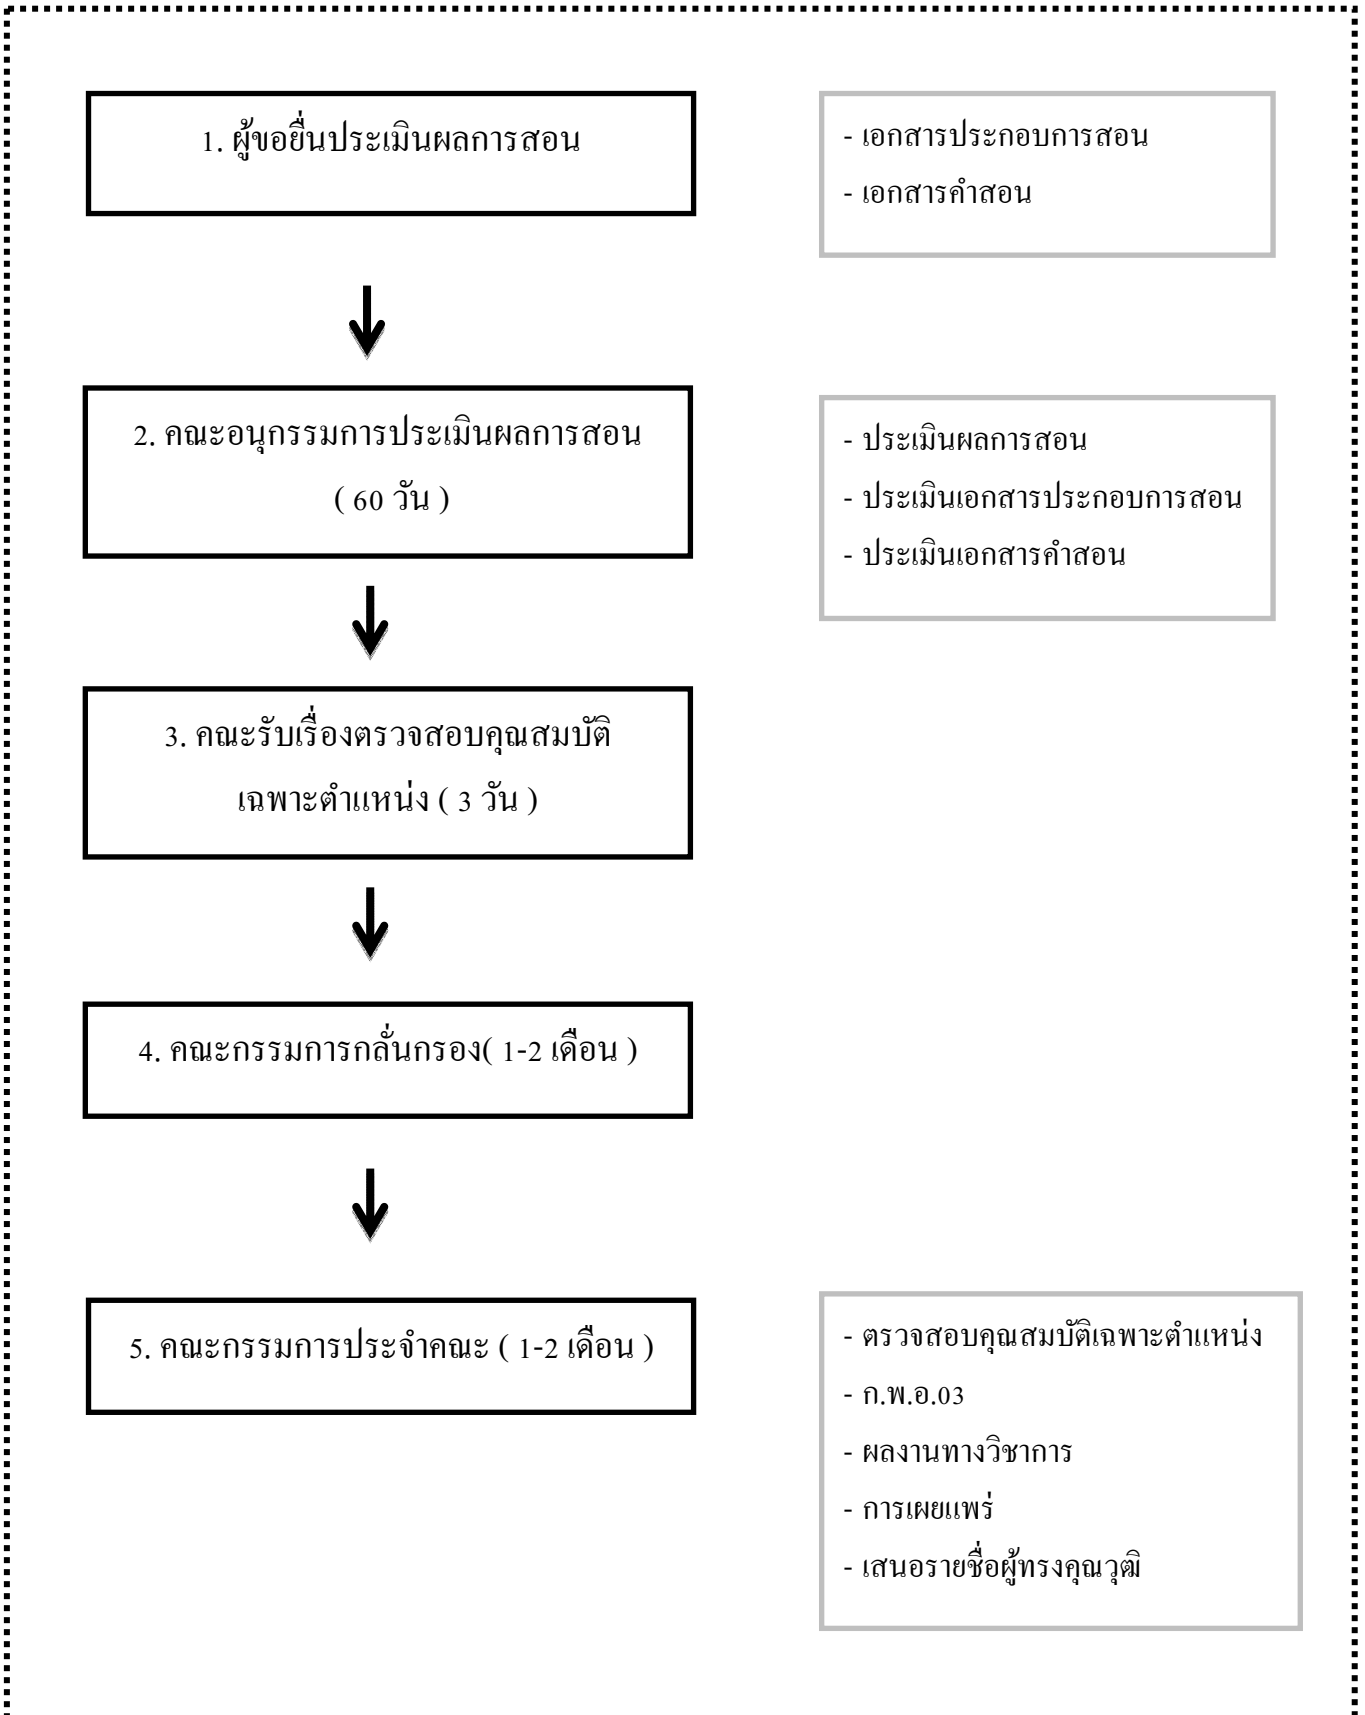 1. ผู้ขอยื่นประเมินผลการสอน
- เอกสารประกอบการสอน
- เอกสารคำสอน
2. คณะอนุกรรมการประเมินผลการสอน
( 60 วัน )
- ประเมินผลการสอน
- ประเมินเอกสารประกอบการสอน
- ประเมินเอกสารคำสอน
3. คณะรับเรื่องตรวจสอบคุณสมบัติ
เฉพาะตำแหน่ง ( 3 วัน )
4. คณะกรรมการกลั่นกรอง( 1-2 เดือน )
5. คณะกรรมการประจำคณะ ( 1-2 เดือน )
- ตรวจสอบคุณสมบัติเฉพาะตำแหน่ง
- ก.พ.อ.03
- ผลงานทางวิชาการ
- การเผยแพร่
- เสนอรายชื่อผู้ทรงคุณวุฒิ